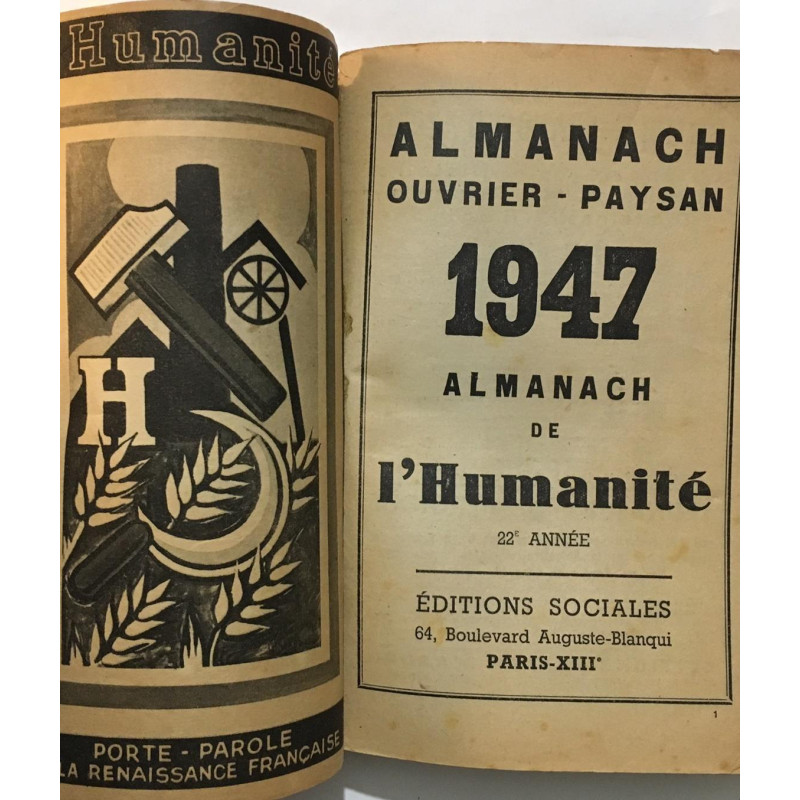 Humanité
H
PORTE - PAROLE
LA RENAISSANCE FRANÇAISE
ALMANACH
OUVRIER - PAYSAN
1947
ALMANACH
DE
l'Humanité
22E ANNÉE
ÉDITIONS SOCIALES
64, Boulevard Auguste-Blanqui
PARIS-XIIIe
1